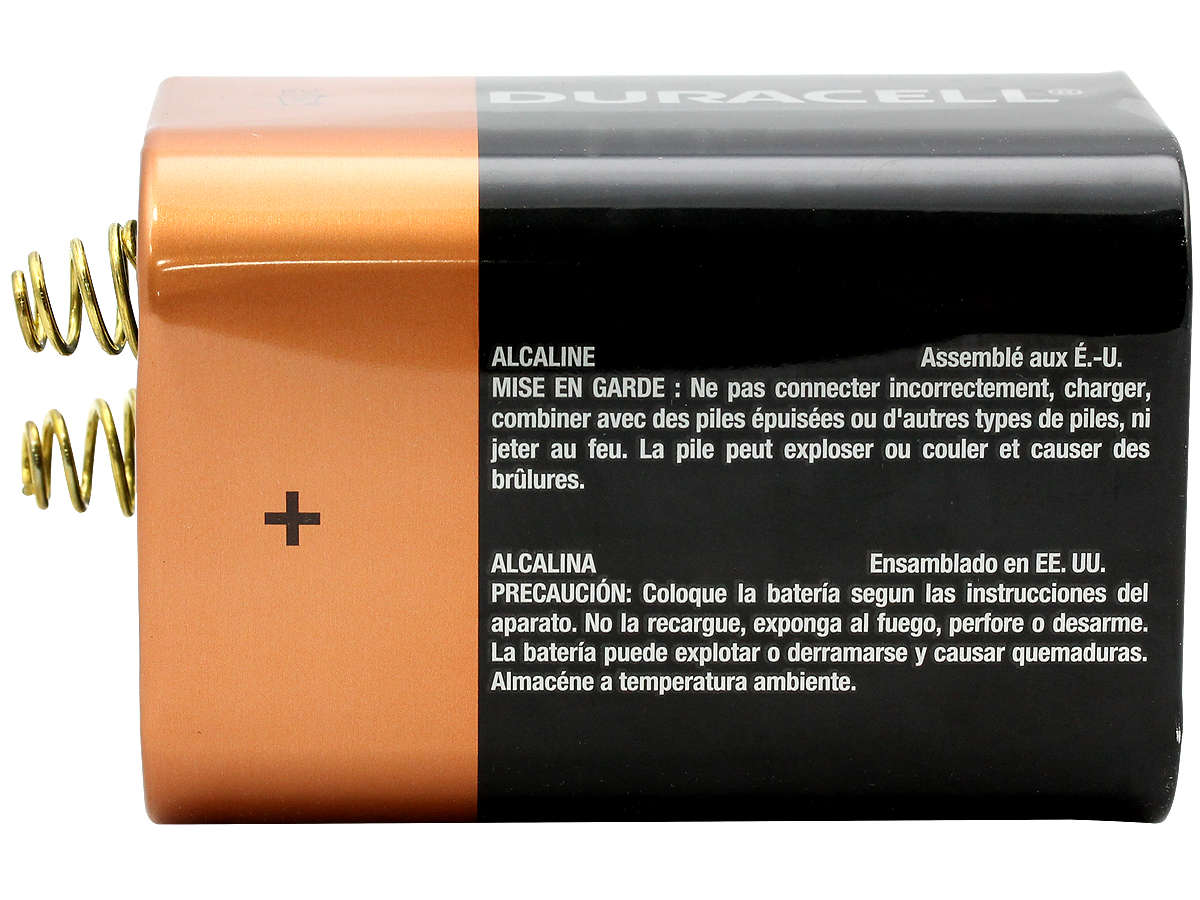 DURACELL®
ALCALINE Assemblé aux É.-U.
MISE EN GARDE : Ne pas connecter incorrectement, charger,
combiner avec des piles épuisées ou d'autres types de piles, ni
jeter au feu. La pile peut exploser ou couler et causer des
brûlures.
+
ALCALINA Ensamblado en EE. UU.
PRECAUCIÓN: Coloque la batería segun las instrucciones del
aparato. No la recargue, exponga al fuego, perfore o desarme.
La batería puede explotar o derramarse y causar quemaduras.
Almacéne a temperatura ambiente.